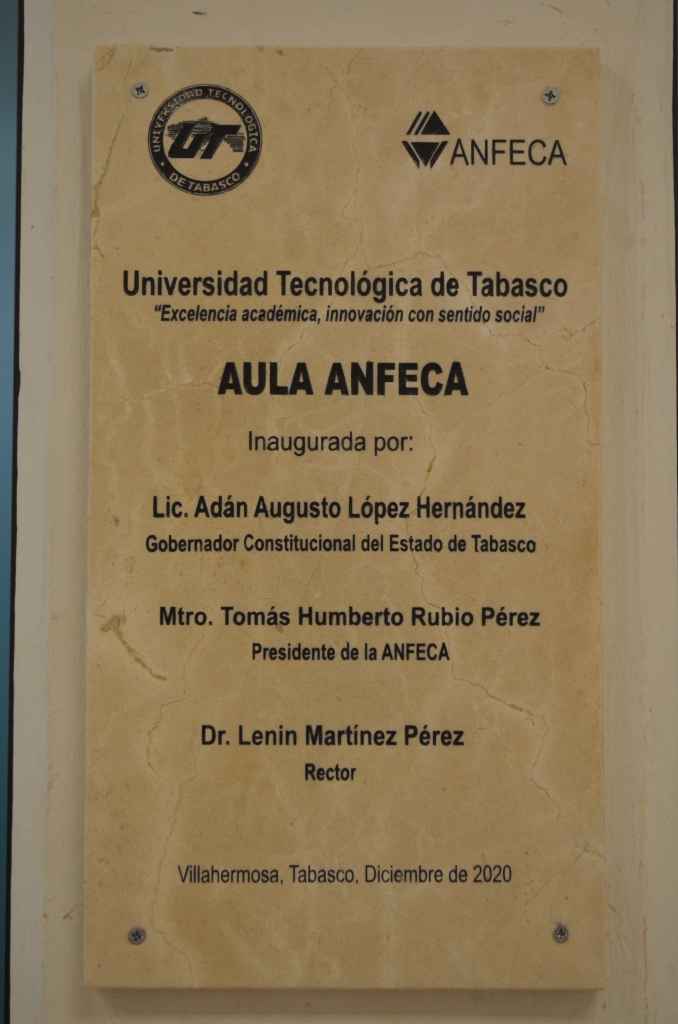 UNIVERSIDAD TECNOLOGICA
UT
DE TABASCO
ANFECA
Universidad Tecnológica de Tabasco
“Excelencia académica, innovación con sentido social”
AULA ANFECA
Inaugurada por:
Lic. Adán Augusto López Hernández
Gobernador Constitucional del Estado de Tabasco
Mtro. Tomás Humberto Rubio Pérez
Presidente de la ANFECA
Dr. Lenin Martínez Pérez
Rector
Villahermosa, Tabasco, Diciembre de 2020